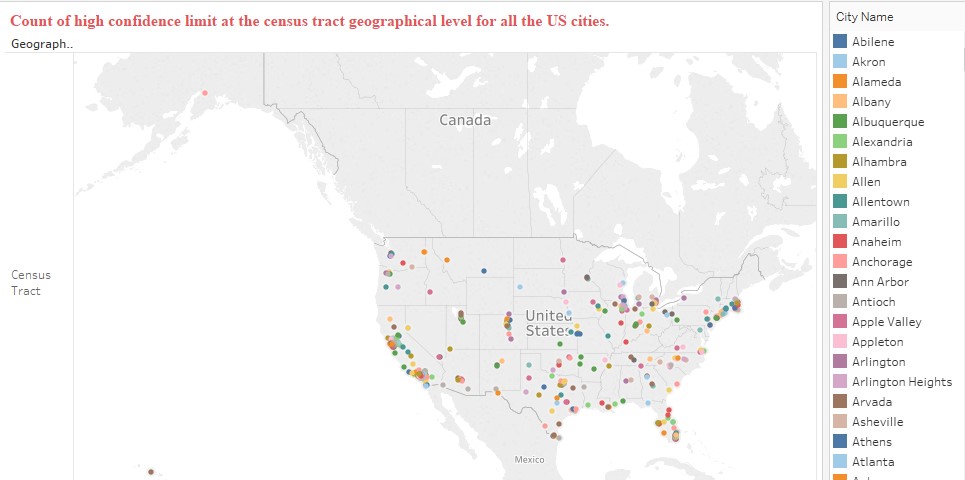 Count of high confidence limit at the census tract geographical level for all the US cities.
Geograph..
Census
Tract
Canada
United
States
Mexico
City Name
Abilene
Akron
Alameda
Albany
Albuquerque
Alexandria
Alhambra
Allen
Allentown
Amarillo
Anaheim
Anchorage
Ann Arbor
Antioch
Apple Valley
Appleton
Arlington
Arlington Heights
Arvada
Asheville
Athens
Atlanta